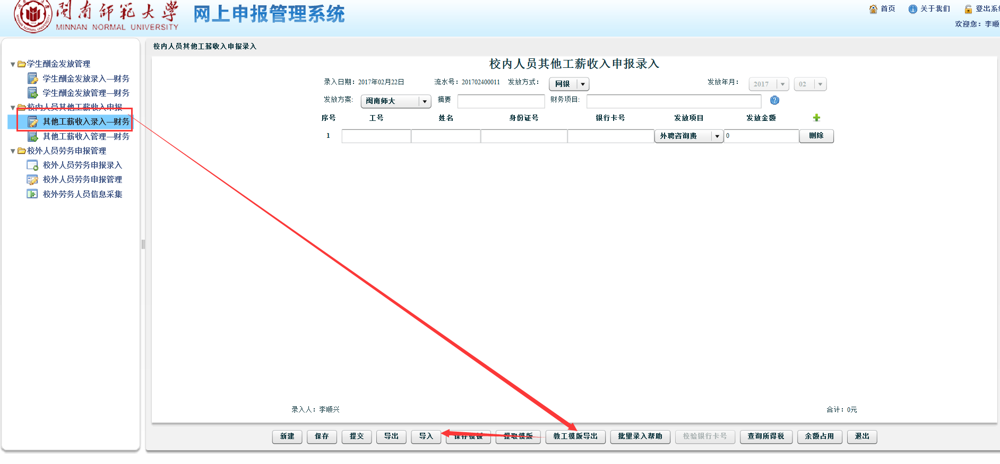 閩南師範大學
MINNAN NORMAL UNIVERSITY
网上申报管理系统
首页 关于我们 登出系统
欢迎您：李顺
学生酬金发放管理
学生酬金发放录入—财务
学生酬金发放管理—财务
校内人员其他工薪收入申报
其他工薪收入录入—财务
其他工薪收入管理—财务
校外人员劳务申报管理
校外人员劳务申报录入
校外人员劳务申报管理
校外劳务人员信息采集
校内人员其他工薪收入申报录入
校内人员其他工薪收入申报录入
录入日期：2017年02月22日 流水号：201702400011 发放方式： 网银 发放年月： 2017 02
发放方案: 闽南师大 摘要 财务项目:
序号 工号 姓名 身份证号 银行卡号 发放项目 发放金额
1 外聘咨询费 0 删除
录入人：李顺兴 合计：0元
新建 保存 提交 导出 导入 保存模板 提取模版 教工模版导出 批量录入帮助 校验银行卡号 查询所得税 余额占用 退出